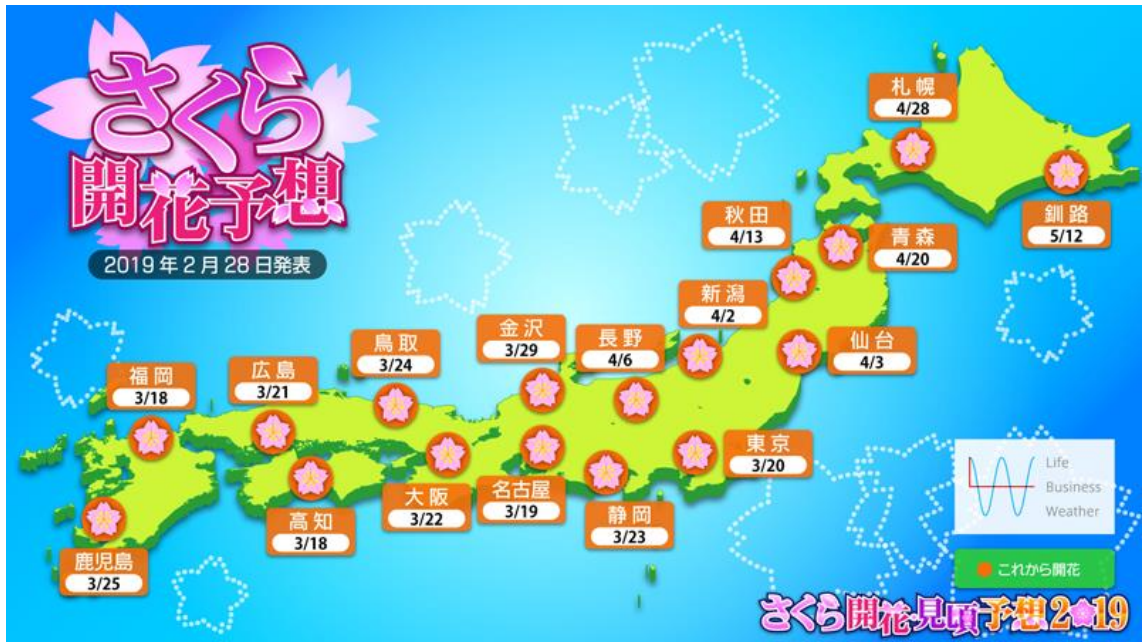 さくら
開花予想
2019年2月28日発表
札幌
4/28
釧路
5/12
秋田
4/13
青森
4/20
新潟
4/2
仙台
4/3
金沢
3/29
長野
4/6
鳥取
3/24
広島
3/21
福岡
3/18
東京
3/20
大阪
3/22
名古屋
3/19
静岡
3/23
高知
3/18
鹿児島
3/25
Life
Business
Weather
これから開花
さくら開花・見頃予想2019